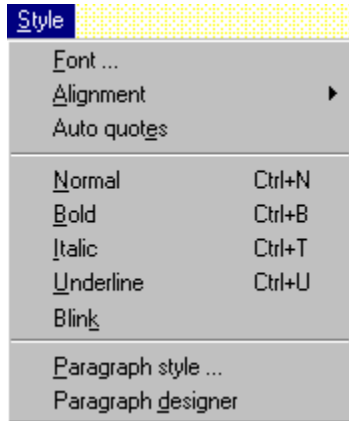 Style
Font ...
Alignment
Auto quotes
Normal Ctrl+N
Bold Ctrl+B
Italic Ctrl+T
Underline Ctrl+U
Blink
Paragraph style ...
Paragraph designer